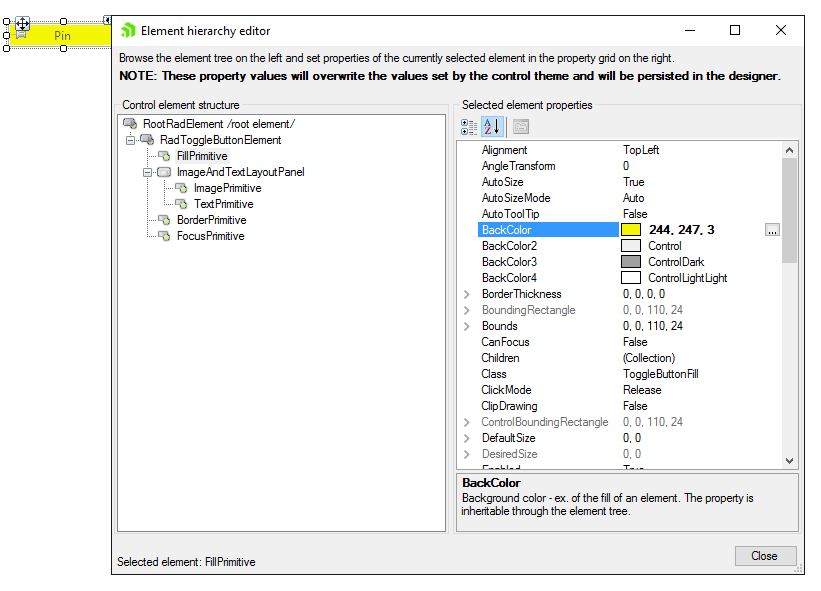 Pin
Element hierarchy editor
Browse the element tree on the left and set properties of the currently selected element in the property grid on the right.
NOTE: These property values will overwrite the values set by the control theme and will be persisted in the designer.
Control element structure
RootRadElement /root element/
RadToggleButtonElement
FillPrimitive
ImageAndTextLayoutPanel
ImagePrimitive
TextPrimitive
BorderPrimitive
FocusPrimitive
Selected element properties
Alignment TopLeft
AngleTransform 0
AutoSize True
AutoSizeMode Auto
AutoToolTip False
BackColor 244, 247, 3 ...
BackColor2 Control
BackColor3 ControlDark
BackColor4 ControlLightLight
BorderThickness 0, 0, 0, 0
BoundingRectangle 0, 0, 110, 24
Bounds 0, 0, 110, 24
CanFocus False
Children (Collection)
Class ToggleButtonFill
ClickMode Release
ClipDrawing False
ControlBoundingRectangle 0, 0, 110, 24
DefaultSize 0, 0
DesiredSize 0, 0
Enabled True
BackColor
Background color - ex. of the fill of an element. The property is
inheritable through the element tree.
Selected element: FillPrimitive
Close